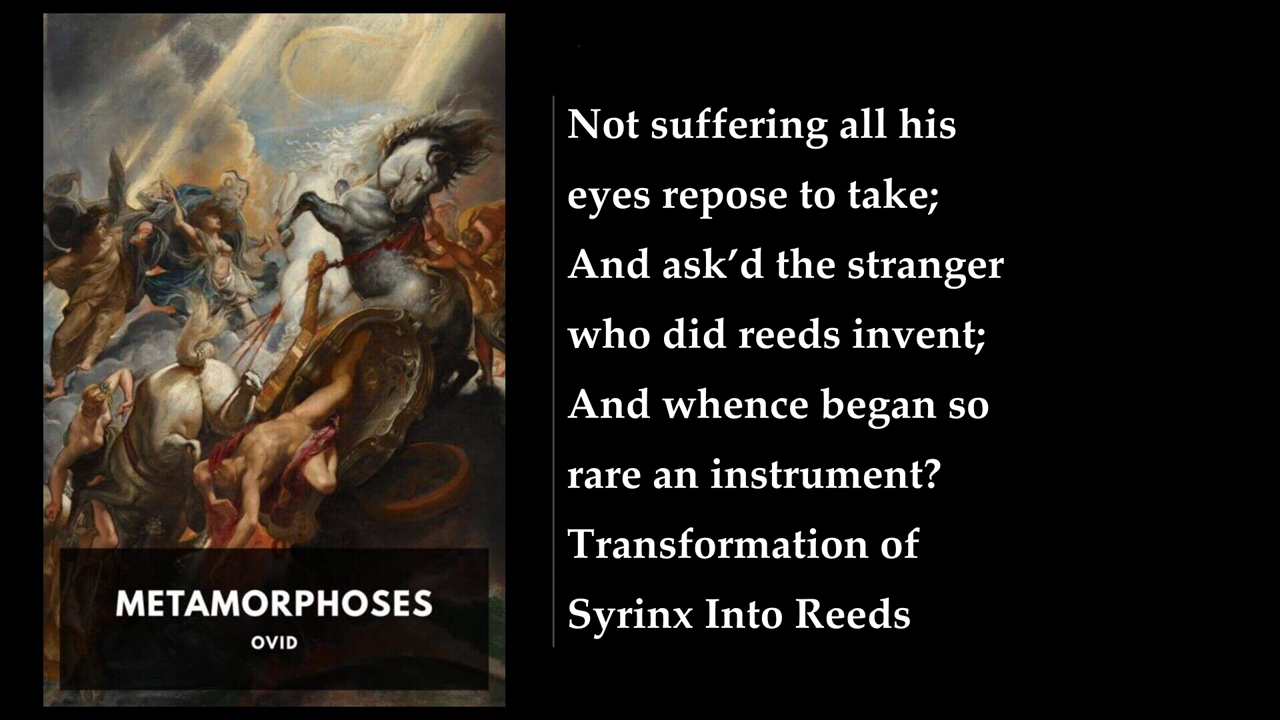 METAMORPHOSES
OVID
Not suffering all his
eyes repose to take;
And ask’d the stranger
who did reeds invent;
And whence began so
rare an instrument?
Transformation of
Syrinx Into Reeds